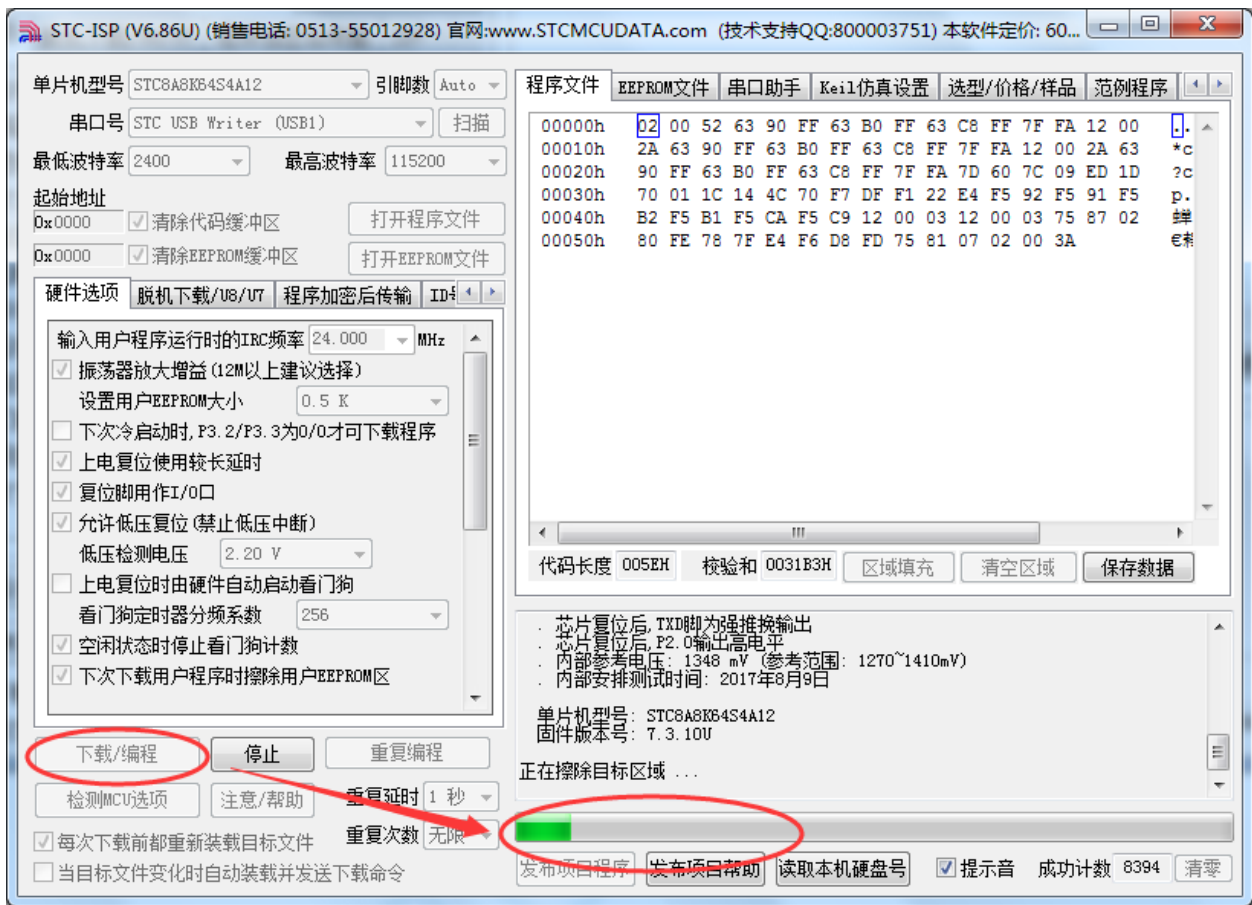 STC-ISP (V6.86U) (销售电话: 0513-55012928) 官网:www.STCMCUDATA.com (技术支持QQ:800003751) 本软件定价: 60...
单片机型号 STC8A8K64S4A12 引脚数 Auto
串口号 STC USB Writer (USB1) 扫描
最低波特率 2400 最高波特率 115200
起始地址
0x0000 清除代码缓冲区 打开程序文件
0x0000 清除EEPROM缓冲区 打开EEPROM文件
硬件选项 脱机下载/U8/U7 程序加密后传输
输入用户程序运行时的IRC频率 24.000 MHz
振荡器放大增益(12M以上建议选择)
设置用户EEPROM大小 0.5 K
下次冷启动时,P3.2/P3.3为0/0才可下载程序
上电复位使用较长延时
复位脚用作I/O口
允许低压复位(禁止低压中断)
低压检测电压 2.20 V
上电复位时由硬件自动启动看门狗
看门狗定时器分频系数 256
空闲状态时停止看门狗计数
下次下载用户程序时擦除用户EEPROM区
下载/编程 停止 重复编程
检测MCU选项 注意/帮助 重复延时 1 秒
每次下载前都重新装载目标文件 重复次数 无限
当目标文件变化时自动装载并发送下载命令
程序文件 EEPROM文件 串口助手 Keil仿真设置 选型/价格/样品 范例程序
00000h 02 00 52 63 90 FF 63 B0 FF 63 C8 FF 7F FA 12 00 ..
00010h 2A 63 90 FF 63 B0 FF 63 C8 FF 7F FA 12 00 2A 63 *c
00020h 90 FF 63 B0 FF 63 C8 FF 7F FA 7D 60 7C 09 ED 1D ?c
00030h 70 01 1C 14 4C 70 F7 DF F1 22 E4 F5 92 F5 91 F5 p.
00040h B2 F5 B1 F5 CA F5 C9 12 00 03 12 00 03 75 87 02 蝉
00050h 80 FE 78 7F E4 F6 D8 FD 75 81 07 02 00 3A
代码长度 005EH 校验和 0031B3H 区域填充 清空区域 保存数据
. 芯片复位后,TXD脚为强推挽输出
. 芯片复位后,P2.0输出高电平
. 内部参考电压: 1348 mV (参考范围: 1270~1410mV)
. 内部安排测试时间: 2017年8月9日
单片机型号: STC8A8K64S4A12
固件版本号: 7.3.10U
正在擦除目标区域 ...
发布项目程序 发布项目帮助 读取本机硬盘号 提示音 成功计数 8394 清零